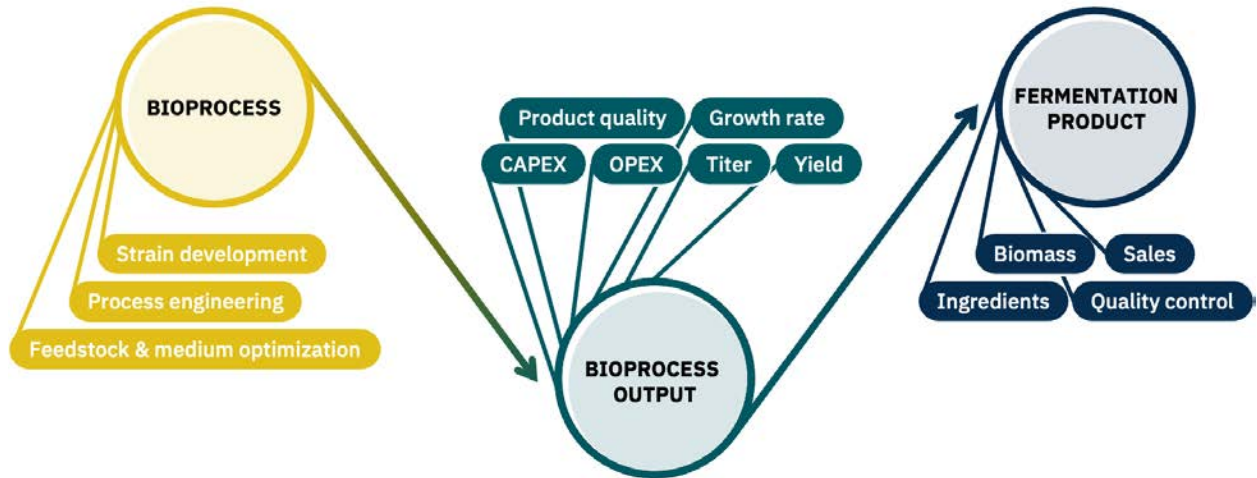 BIOPROCESS
Strain development
Process engineering
Feedstock & medium optimization
Product quality
Growth rate
CAPEX
OPEX
Titer
Yield
BIOPROCESS
OUTPUT
FERMENTATION
PRODUCT
Biomass
Sales
Ingredients
Quality control